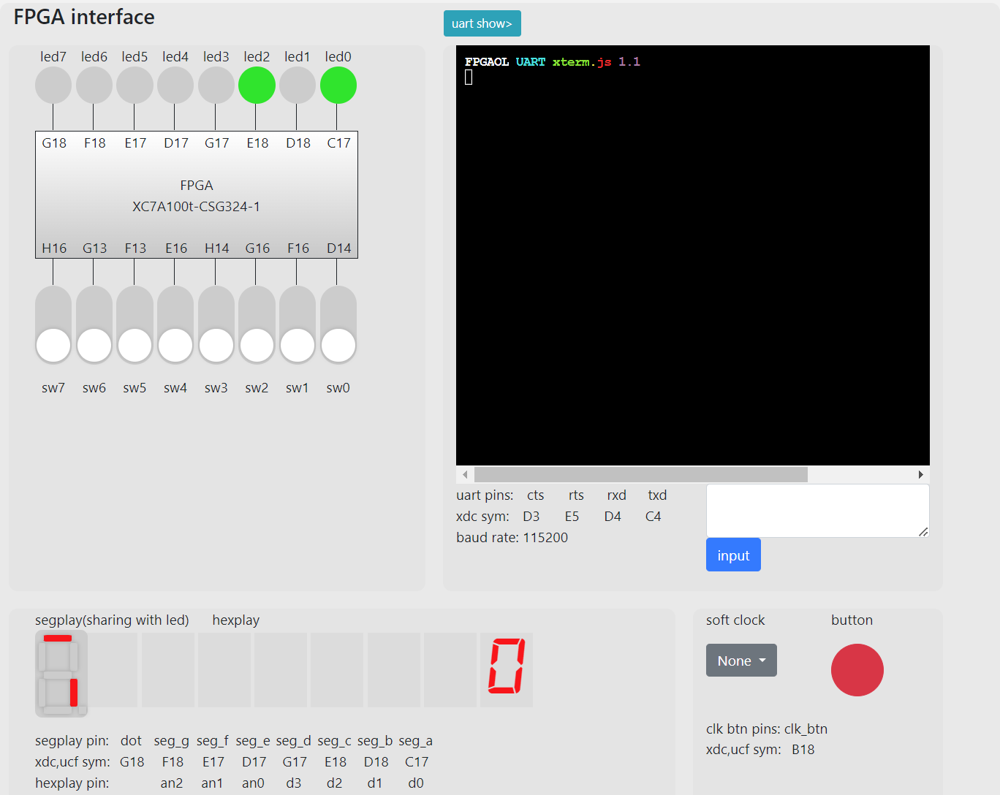 FPGA interface
uart show>
led7 led6 led5 led4 led3 led2 led1 led0
G18 F18 E17 D17 G17 E18 D18 C17
FPGA
XC7A100t-CSG324-1
H16 G13 F13 E16 H14 G16 F16 D14
sw7 sw6 sw5 sw4 sw3 sw2 sw1 sw0
FPGAOL UART xterm.js 1.1
uart pins: cts rts rxd txd
xdc sym: D3 E5 D4 C4
baud rate: 115200
input
segplay(sharing with led) hexplay
0
segplay pin: dot seg_g seg_f seg_e seg_d seg_c seg_b seg_a
xdc,ucf sym: G18 F18 E17 D17 G17 E18 D18 C17
hexplay pin: an2 an1 an0 d3 d2 d1 d0
soft clock button
None
clk btn pins: clk_btn
xdc,ucf sym: B18